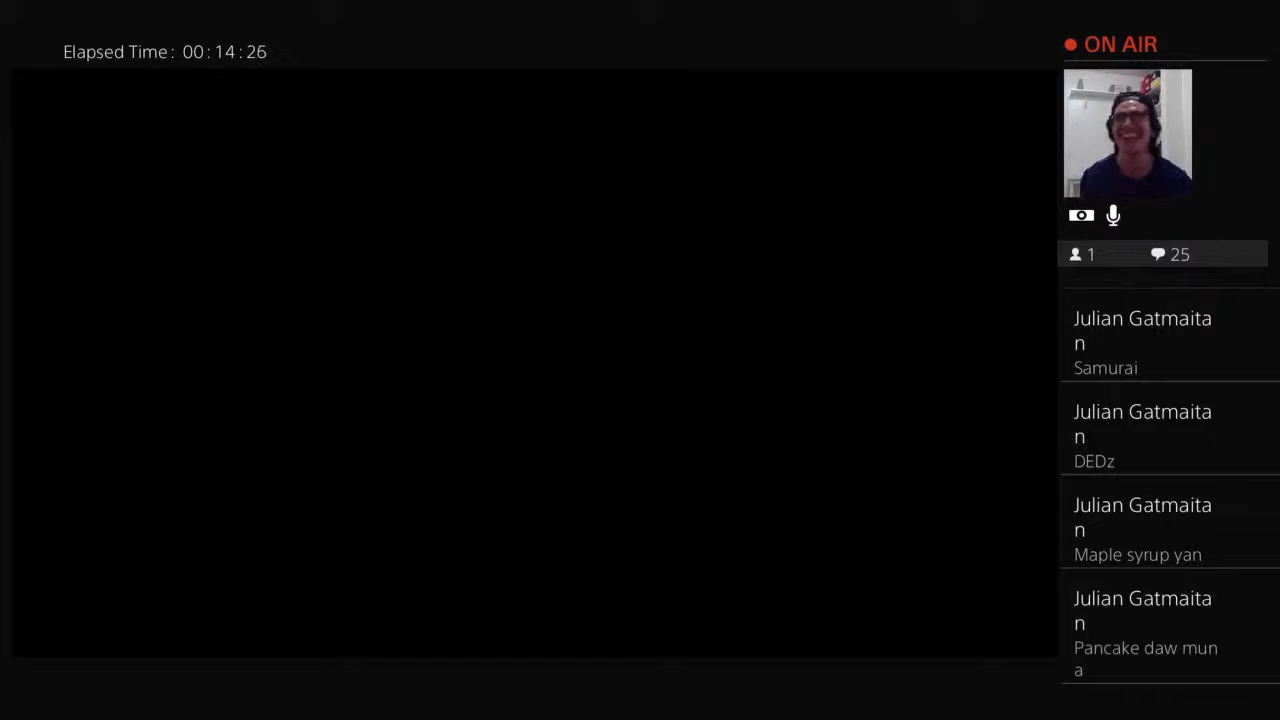 Elapsed Time: 00:14:26
ON AIR
1 25
Julian Gatmaita
n
Samurai
Julian Gatmaita
n
DEDz
Julian Gatmaita
n
Maple syrup yan
Julian Gatmaita
n
Pancake daw mun
a